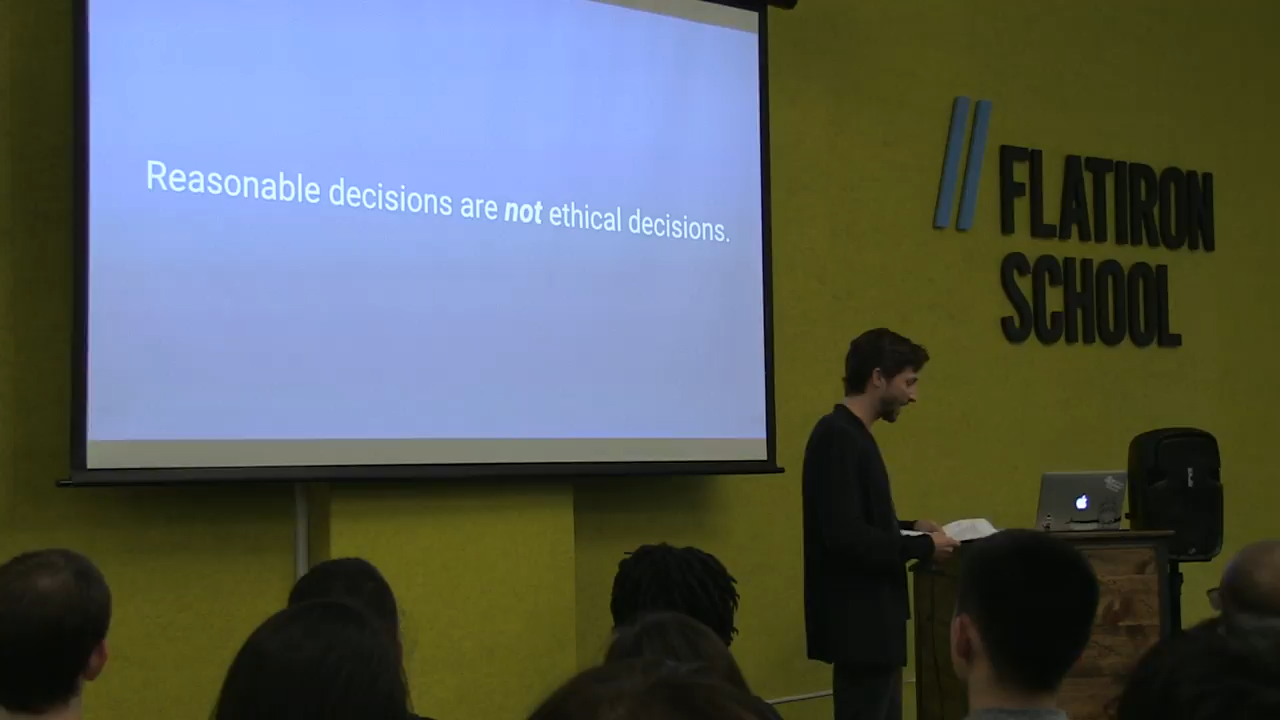 Reasonable decisions are not ethical decisions.
// FLATIRON
SCHOOL